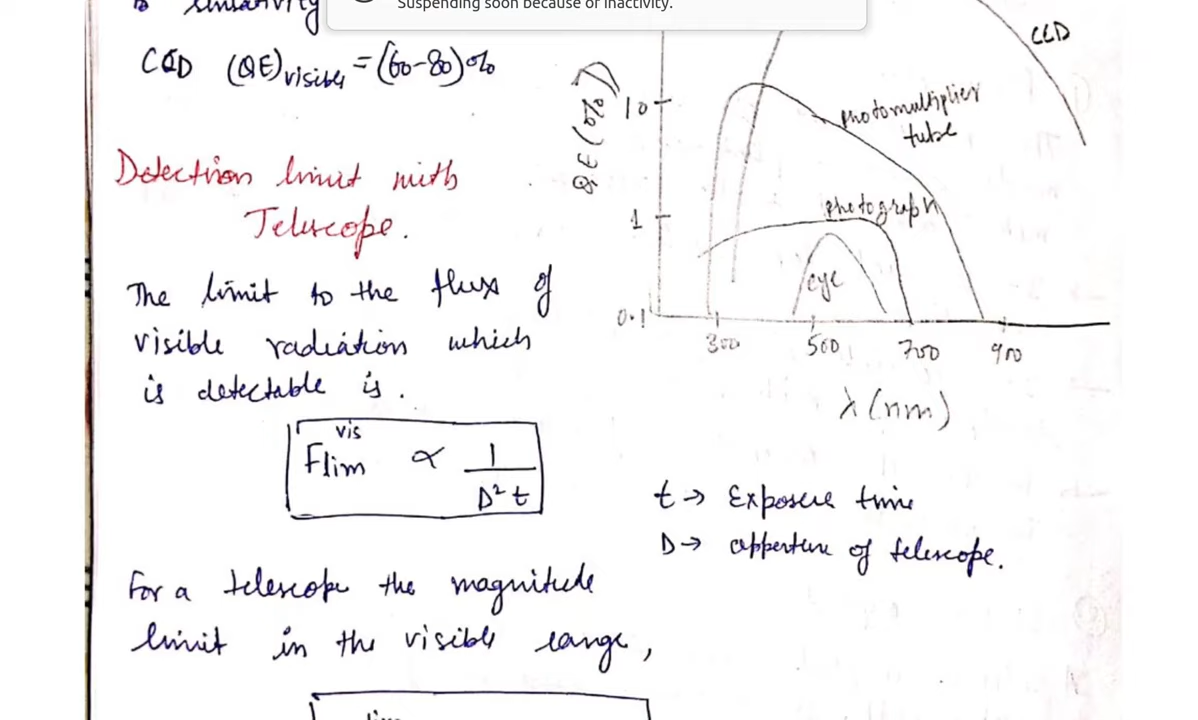 Suspending soon because of inactivity.
CCD (QE)visible = (60-80)%
Detection limit with
Telescope.
The limit to the flux of
visible radiation which
is detectable is.
Flim vis ∝ 1 / D² t
For a telescope the magnitude
limit in the visible range,
QE (%)
10
1
0.1
300 500 700 900
λ (nm)
CCD
photomultiplier
tube
photograph
eye
t → Exposure time
D → apperture of telescope.